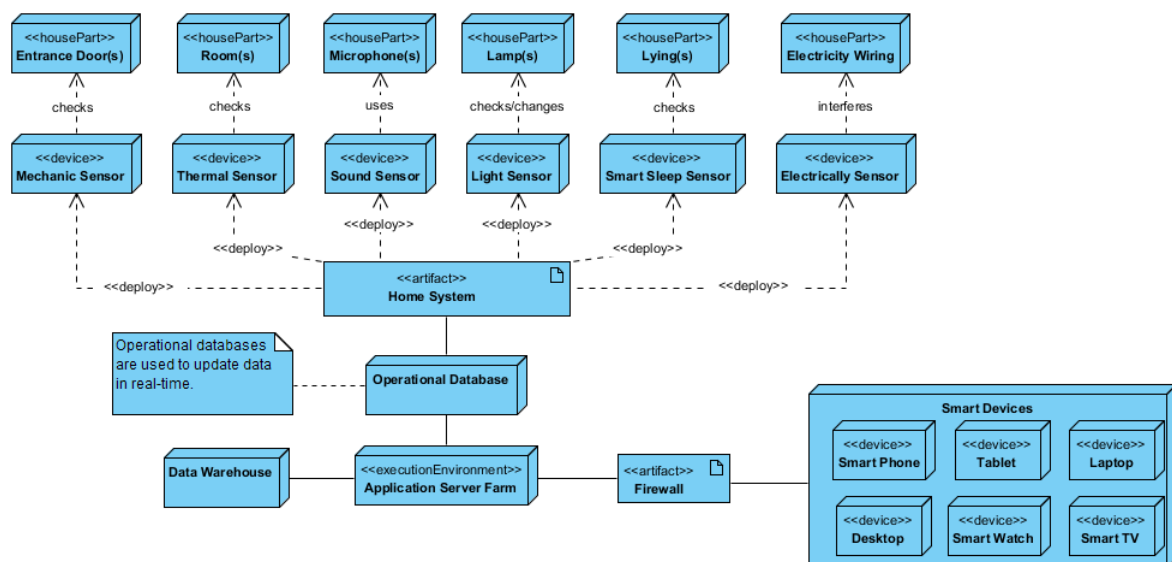 <<housePart>>
Entrance Door(s)
<<housePart>>
Room(s)
<<housePart>>
Microphone(s)
<<housePart>>
Lamp(s)
<<housePart>>
Lying(s)
<<housePart>>
Electricity Wiring
checks
checks
uses
checks/changes
checks
interferes
<<device>>
Mechanic Sensor
<<device>>
Thermal Sensor
<<device>>
Sound Sensor
<<device>>
Light Sensor
<<device>>
Smart Sleep Sensor
<<device>>
Electrically Sensor
<<deploy>>
<<deploy>>
<<deploy>>
<<deploy>>
<<deploy>>
<<deploy>>
<<artifact>>
Home System
Operational databases
are used to update data
in real-time.
Operational Database
Data Warehouse
<<executionEnvironment>>
Application Server Farm
<<artifact>>
Firewall
Smart Devices
<<device>>
Smart Phone
<<device>>
Tablet
<<device>>
Laptop
<<device>>
Desktop
<<device>>
Smart Watch
<<device>>
Smart TV